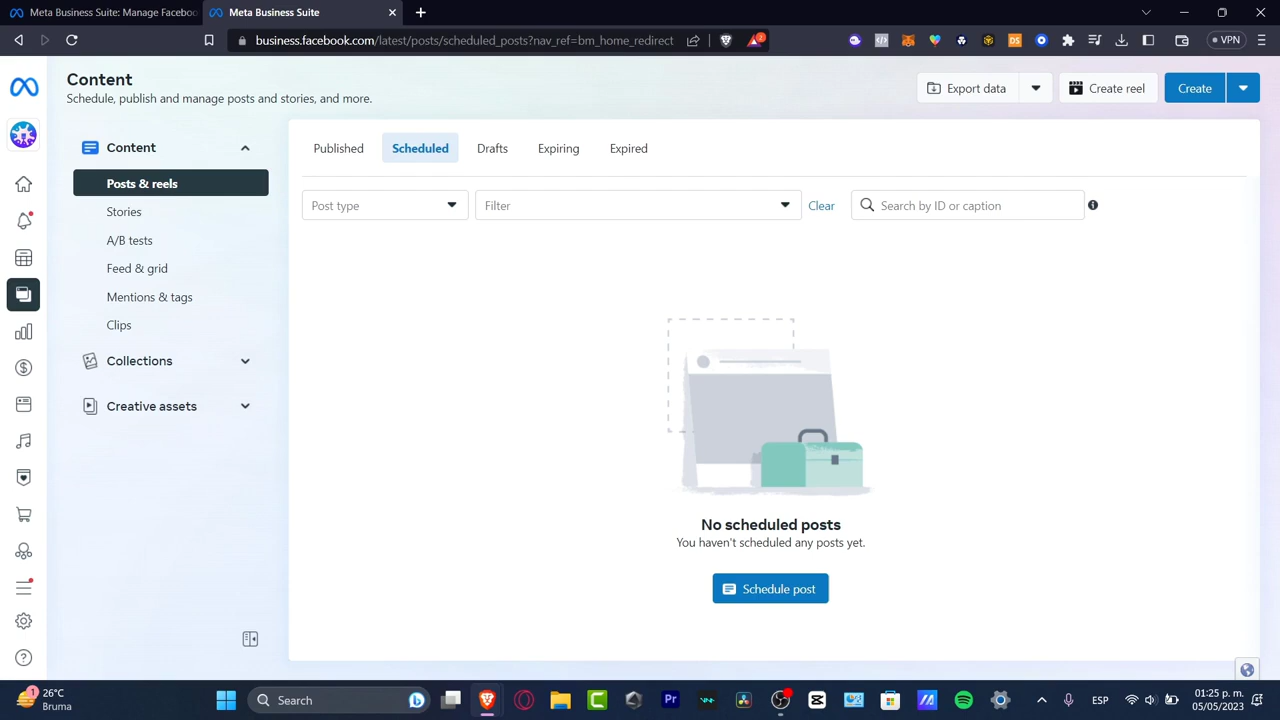 Meta Business Suite: Manage Faceboo
Meta Business Suite
business.facebook.com/latest/posts/scheduled_posts?nav_ref=bm_home_redirect
2
VPN
Content
Schedule, publish and manage posts and stories, and more.
Export data
Create reel
Create
Content
Posts & reels
Stories
A/B tests
Feed & grid
Mentions & tags
Clips
Collections
Creative assets
Published
Scheduled
Drafts
Expiring
Expired
Post type
Filter
Clear
Search by ID or caption
No scheduled posts
You haven't scheduled any posts yet.
Schedule post
1
26°C
Bruma
Search
Pr
ESP
01:25 p. m.
05/05/2023